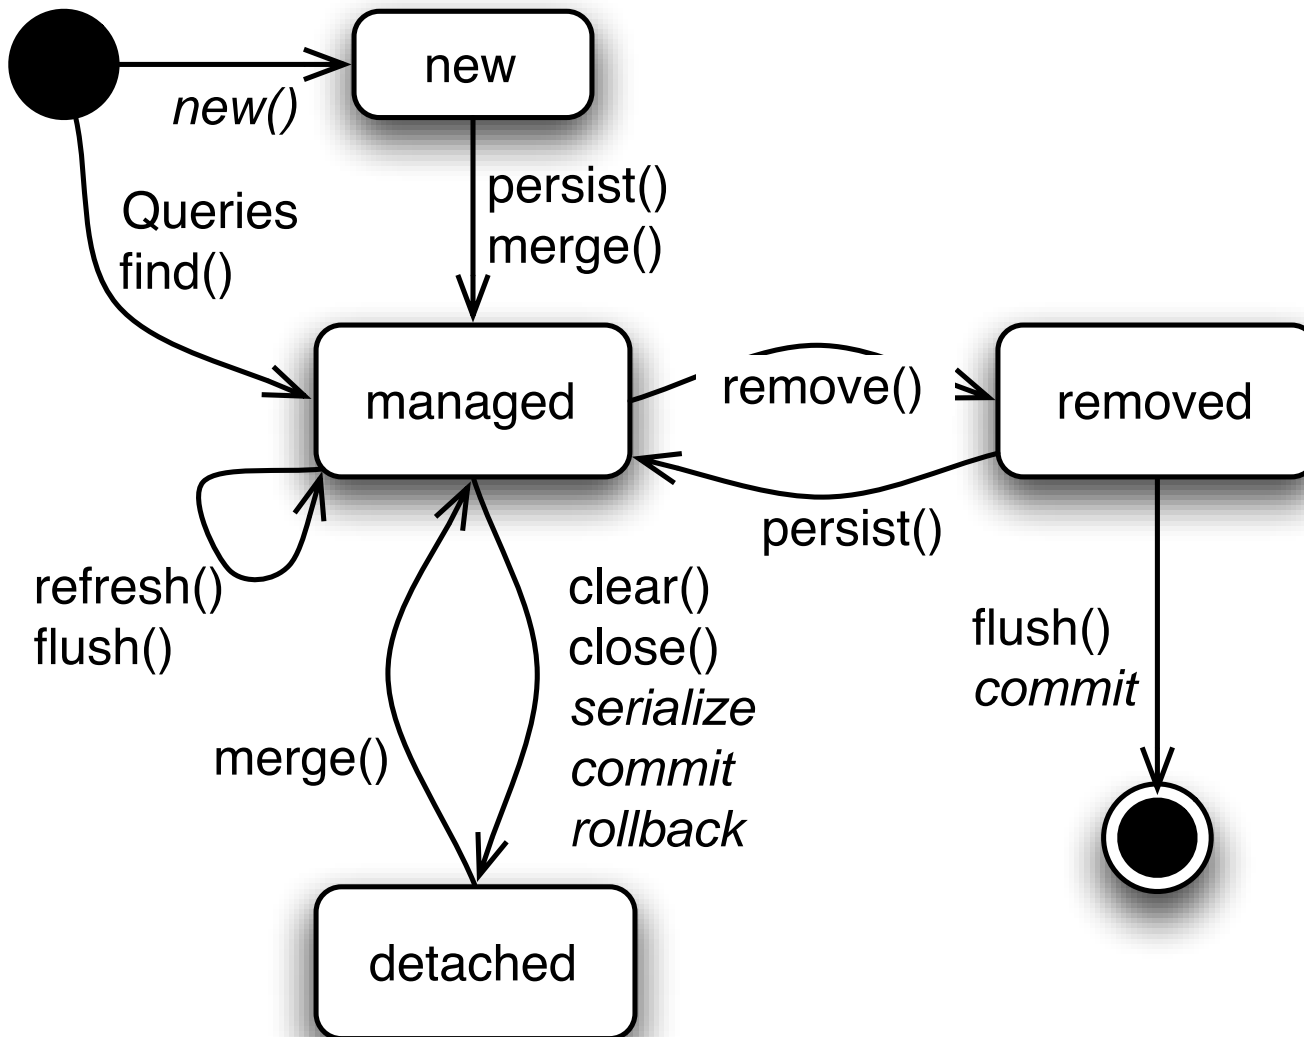 new
new()
persist()
merge()
Queries
find()
managed
remove()
removed
persist()
refresh()
flush()
clear()
close()
serialize
commit
rollback
merge()
flush()
commit
detached